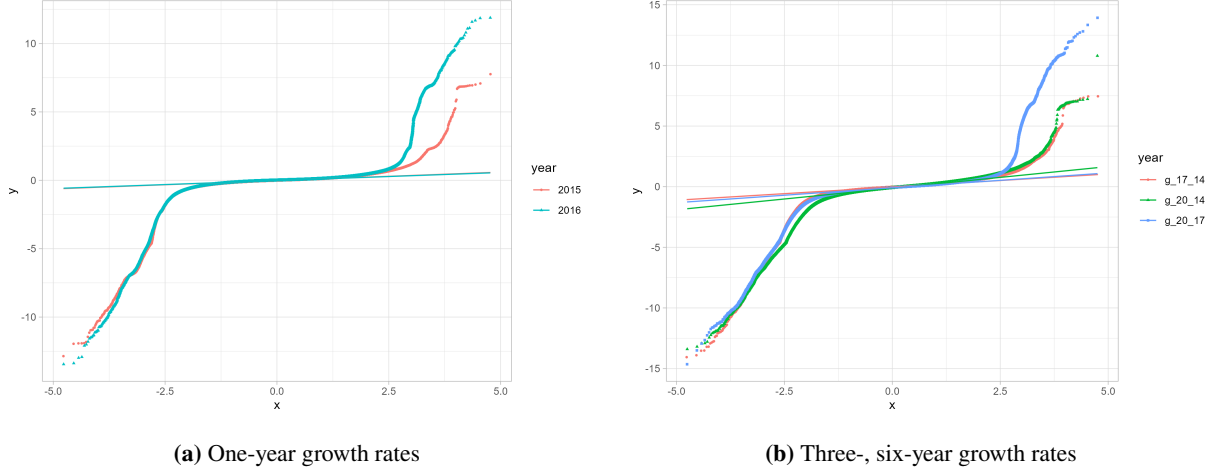 10
5
0
-5
-10
y
-5.0
-2.5
0.0
2.5
5.0
x
year
2015
2016
(a) One-year growth rates
15
10
5
0
-5
-10
-15
y
-5.0
-2.5
0.0
2.5
5.0
x
year
g_17_14
g_20_14
g_20_17
(b) Three-, six-year growth rates